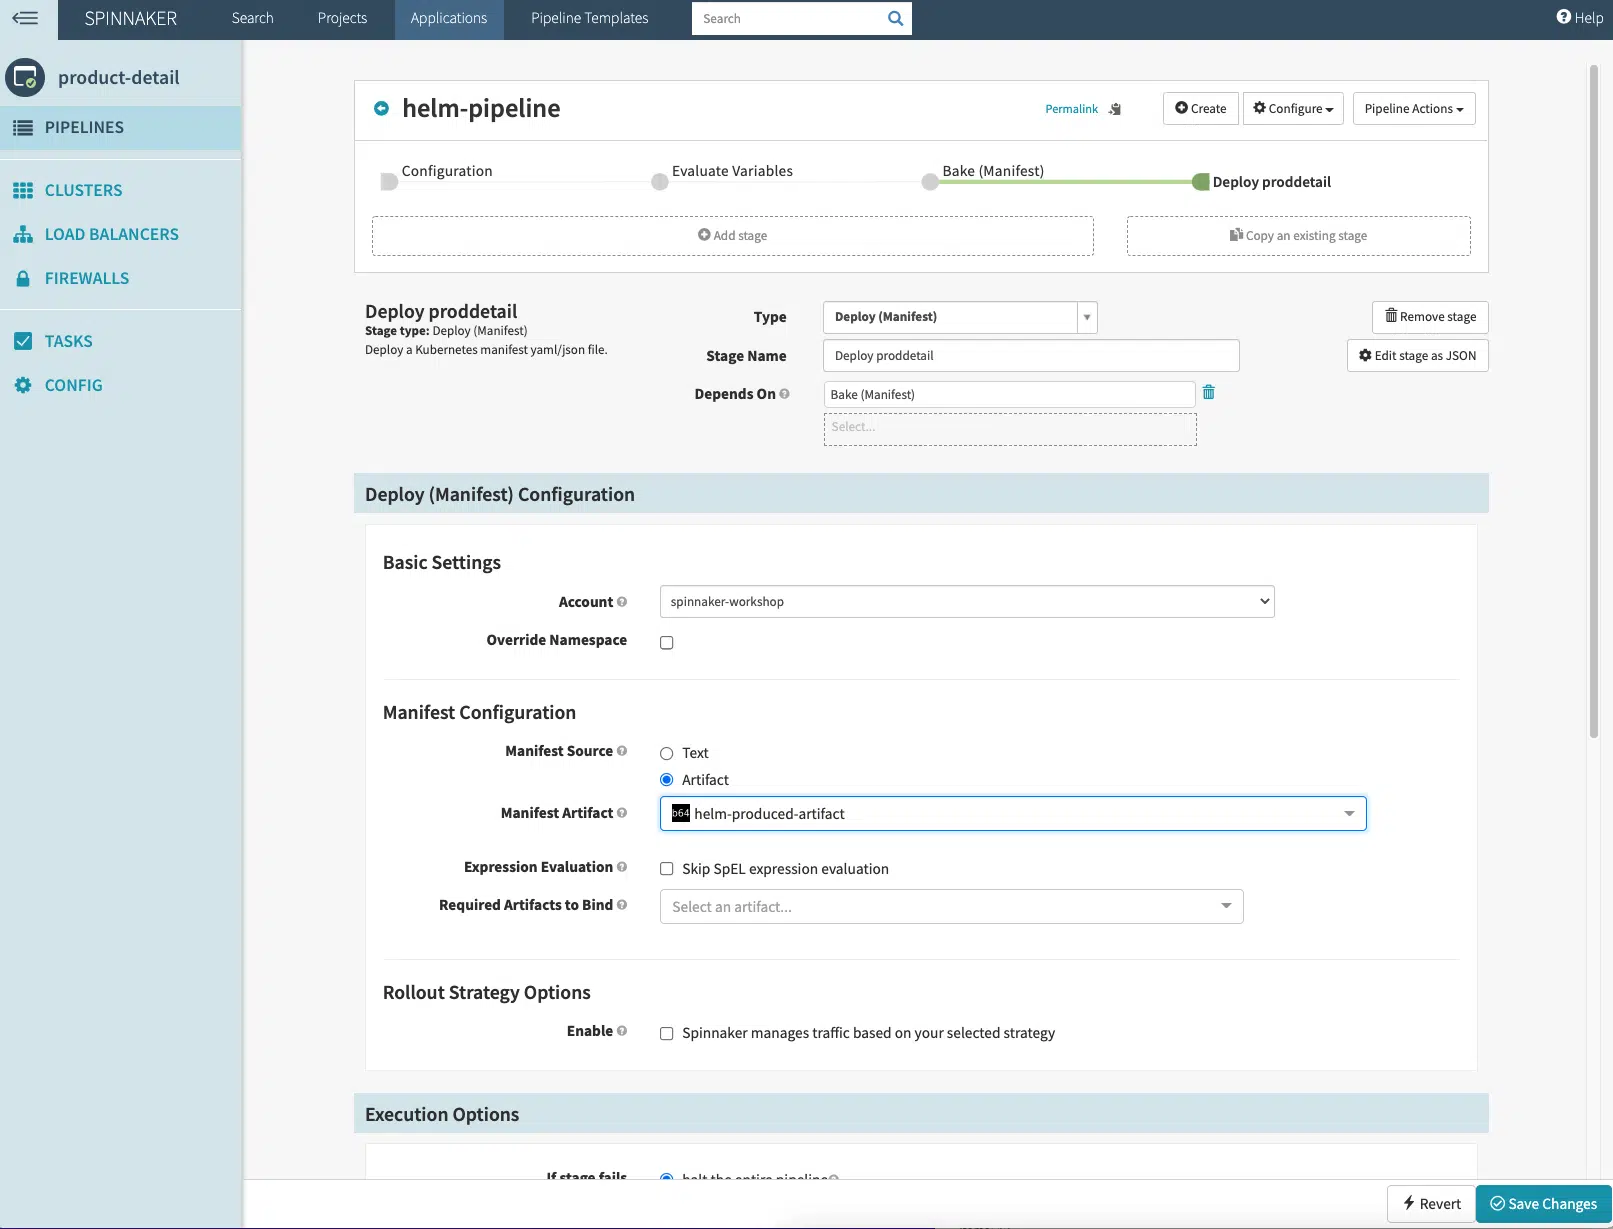 SPINNAKER Search Projects Applications Pipeline Templates Search Help
product-detail
PIPELINES
CLUSTERS
LOAD BALANCERS
FIREWALLS
TASKS
CONFIG
helm-pipeline
Permalink Create Configure Pipeline Actions
Configuration Evaluate Variables Bake (Manifest) Deploy proddetail
Add stage Copy an existing stage
Deploy proddetail
Stage type: Deploy (Manifest)
Deploy a Kubernetes manifest yaml/json file.
Type Deploy (Manifest) Remove stage
Stage Name Deploy proddetail Edit stage as JSON
Depends On Bake (Manifest)
Select...
Deploy (Manifest) Configuration
Basic Settings
Account spinnaker-workshop
Override Namespace
Manifest Configuration
Manifest Source Text
Artifact
Manifest Artifact b64 helm-produced-artifact
Expression Evaluation Skip SpEL expression evaluation
Required Artifacts to Bind Select an artifact...
Rollout Strategy Options
Enable Spinnaker manages traffic based on your selected strategy
Execution Options
If stage fails halt the entire pipeline
Revert Save Changes